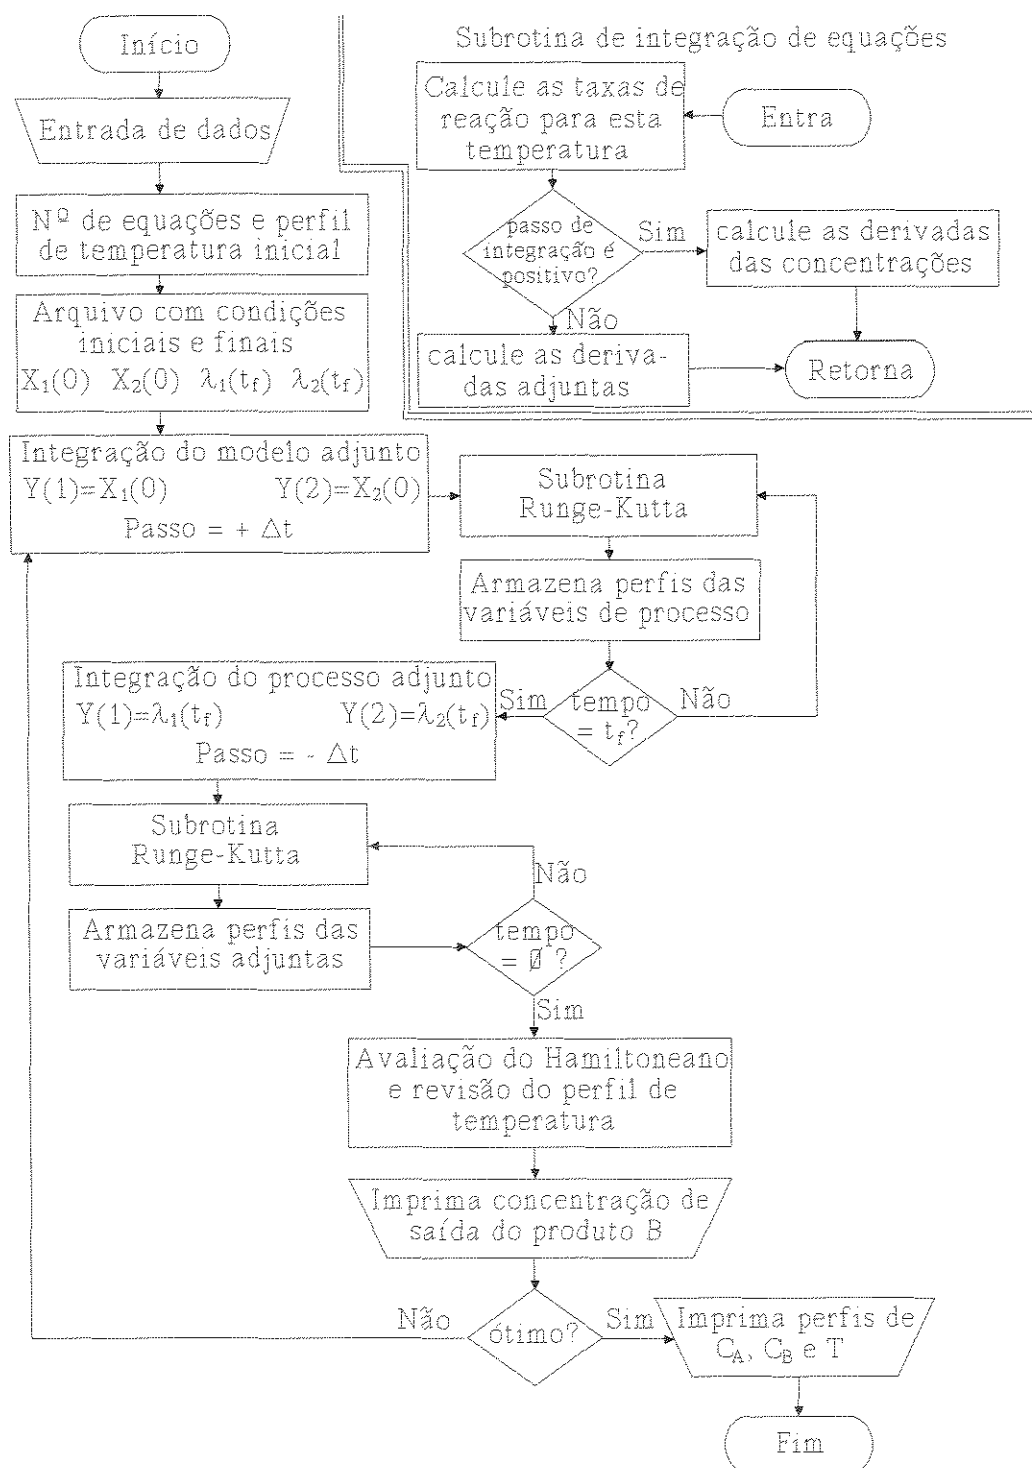 Início
Entrada de dados
Nº de equações e perfil
de temperatura inicial
Arquivo com condições
iniciais e finais
X₁(0) X₂(0) λ₁(t_f) λ₂(t_f)
Subrotina de integração de equações
Calcule as taxas de
reação para esta
temperatura
Entra
passo de
integração é
positivo?
Sim
calcule as derivadas
das concentrações
Não
calcule as deriva-
das adjuntas
Retorna
Integração do modelo adjunto
Y(1)=X₁(0) Y(2)=X₂(0)
Passo = + Δt
Subrotina
Runge-Kutta
Armazena perfis das
variáveis de processo
tempo
= t_f?
Sim
Não
Integração do processo adjunto
Y(1)=λ₁(t_f) Y(2)=λ₂(t_f)
Passo = - Δt
Subrotina
Runge-Kutta
Não
Armazena perfis das
variáveis adjuntas
tempo
= Ø ?
Sim
Avaliação do Hamiltoneano
e revisão do perfil de
temperatura
Imprima concentração de
saída do produto B
Não
ótimo?
Sim
Imprima perfis de
C_A, C_B e T
Fim